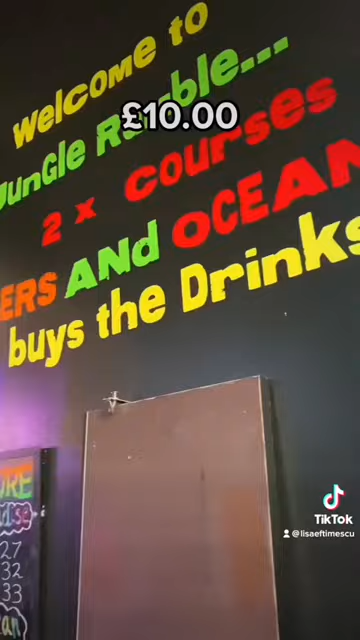 Welcome to
Jungle Rumble...
£10.00
2 x courses
ERS ANd OCEAN
buys the Drinks
27
32
33
TikTok
@lisaeftimescu